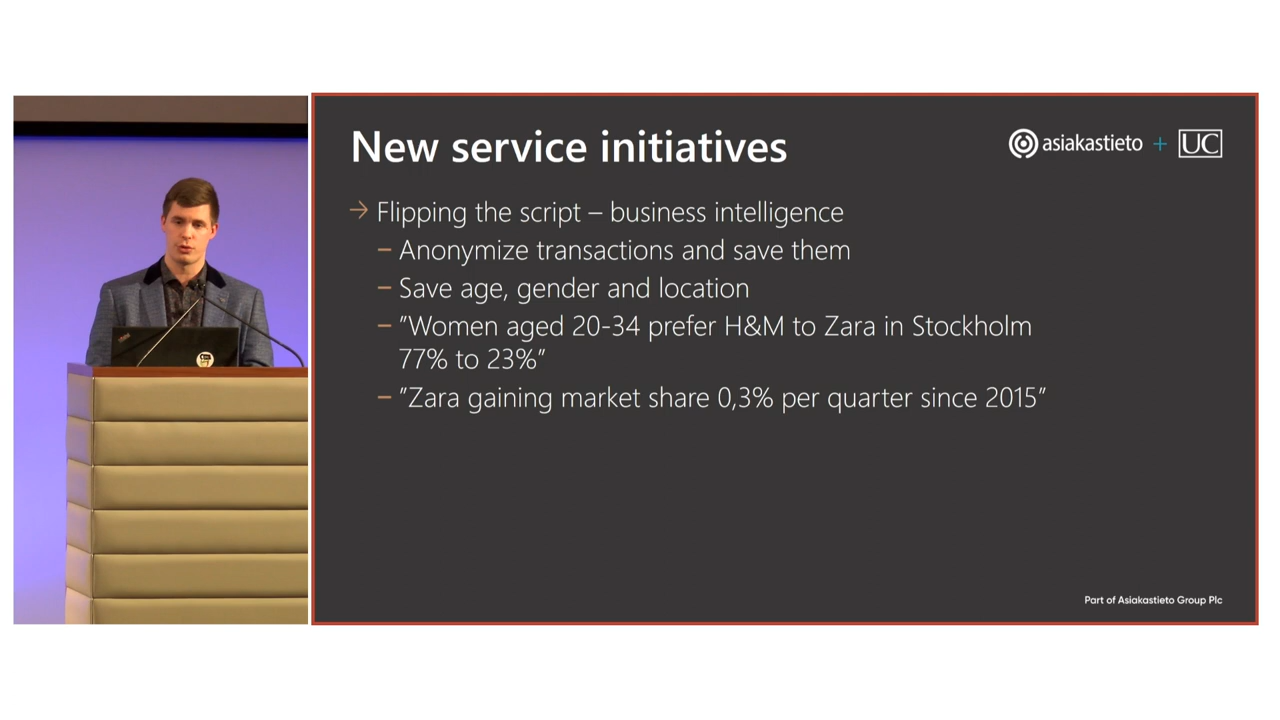 New service initiatives
asiakastieto + UC
→ Flipping the script – business intelligence
– Anonymize transactions and save them
– Save age, gender and location
– ”Women aged 20-34 prefer H&M to Zara in Stockholm
77% to 23%”
– ”Zara gaining market share 0,3% per quarter since 2015”
Part of Asiakastieto Group Plc